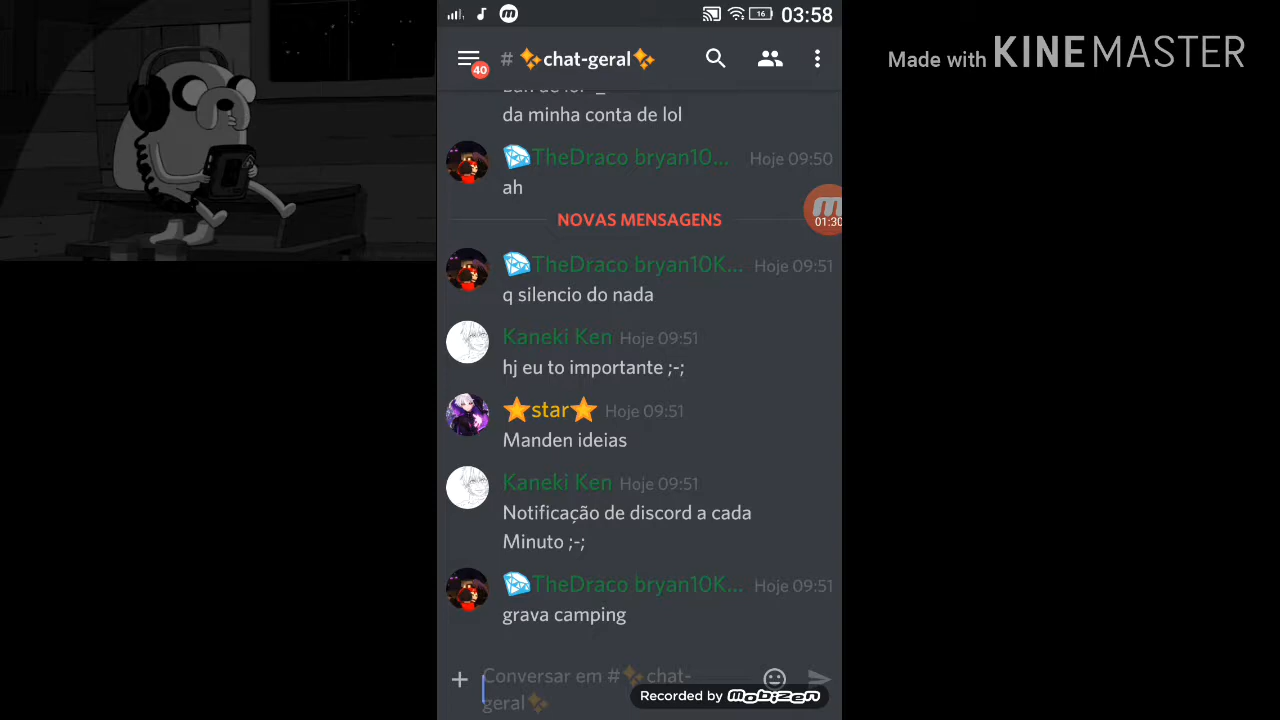 16 03:58
40 # ✨chat-geral✨
Made with KINEMASTER
da minha conta de lol
💎TheDraco bryan10... Hoje 09:50
ah
NOVAS MENSAGENS
01:30
💎TheDraco bryan10K... Hoje 09:51
q silencio do nada
Kaneki Ken Hoje 09:51
hj eu to importante ;-;
⭐star⭐ Hoje 09:51
Manden ideias
Kaneki Ken Hoje 09:51
Notificação de discord a cada
Minuto ;-;
💎TheDraco bryan10K... Hoje 09:51
grava camping
Conversar em #✨chat-
geral✨
Recorded by mobizen